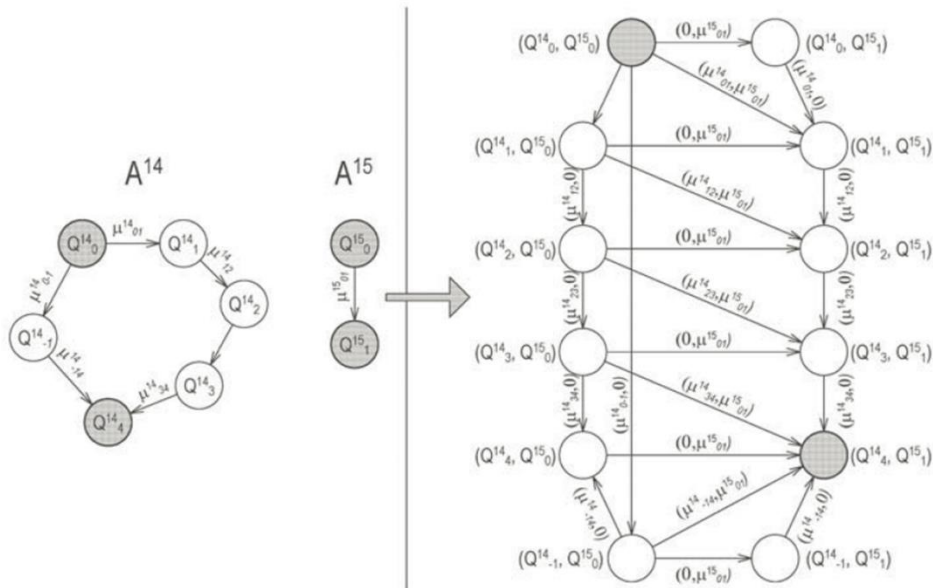 A¹⁴
A¹⁵
Q¹⁴₀
μ¹⁴₀₁
Q¹⁴₁
μ¹⁴₁₂
Q¹⁴₂
Q¹⁴₃
μ¹⁴₃₄
Q¹⁴₄
μ¹⁴₀₋₁
Q¹⁴₋₁
μ¹⁴₋₁₄
Q¹⁵₀
μ¹⁵₀₁
Q¹⁵₁
(Q¹⁴₀, Q¹⁵₀)
(0,μ¹⁵₀₁)
(Q¹⁴₀, Q¹⁵₁)
(μ¹⁴₀₁,μ¹⁵₀₁)
(μ¹⁴₀₁,0)
(Q¹⁴₁, Q¹⁵₀)
(0,μ¹⁵₀₁)
(Q¹⁴₁, Q¹⁵₁)
(μ¹⁴₁₂,0)
(μ¹⁴₁₂,μ¹⁵₀₁)
(μ¹⁴₁₂,0)
(Q¹⁴₂, Q¹⁵₀)
(0,μ¹⁵₀₁)
(Q¹⁴₂, Q¹⁵₁)
(μ¹⁴₂₃,0)
(μ¹⁴₂₃,μ¹⁵₀₁)
(μ¹⁴₂₃,0)
(Q¹⁴₃, Q¹⁵₀)
(0,μ¹⁵₀₁)
(Q¹⁴₃, Q¹⁵₁)
(μ¹⁴₃₄,0)
(μ¹⁴₀₋₁,0)
(μ¹⁴₃₄,μ¹⁵₀₁)
(μ¹⁴₃₄,0)
(Q¹⁴₄, Q¹⁵₀)
(0,μ¹⁵₀₁)
(Q¹⁴₄, Q¹⁵₁)
(μ¹⁴₋₁₄,0)
(μ¹⁴₋₁₄,μ¹⁵₀₁)
(μ¹⁴₋₁₄,0)
(Q¹⁴₋₁, Q¹⁵₀)
(0,μ¹⁵₀₁)
(Q¹⁴₋₁, Q¹⁵₁)